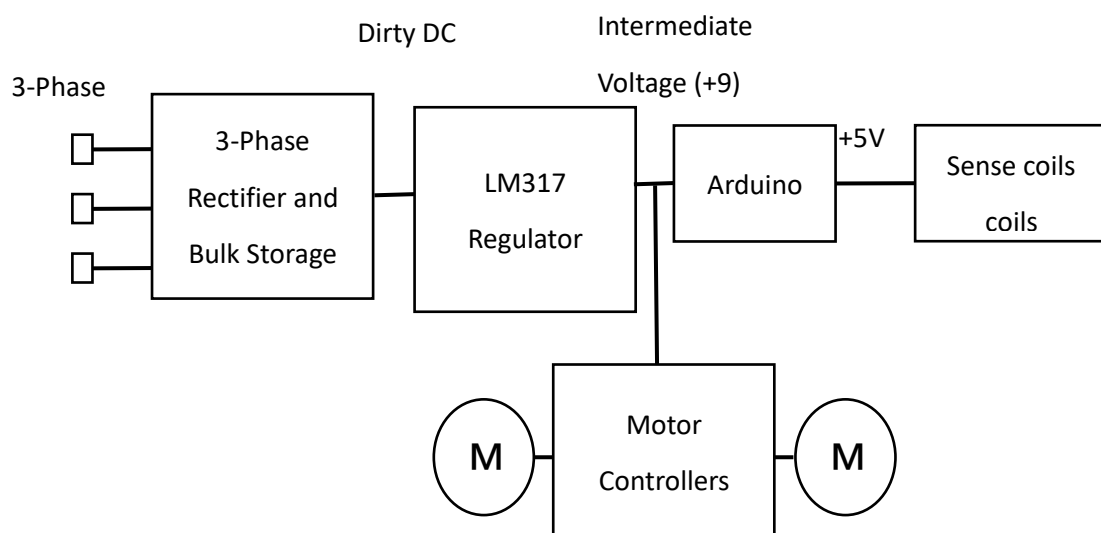 Dirty DC
Intermediate
Voltage (+9)
3-Phase
3-Phase
Rectifier and
Bulk Storage
LM317
Regulator
Arduino
+5V
Sense coils
coils
M
Motor
Controllers
M